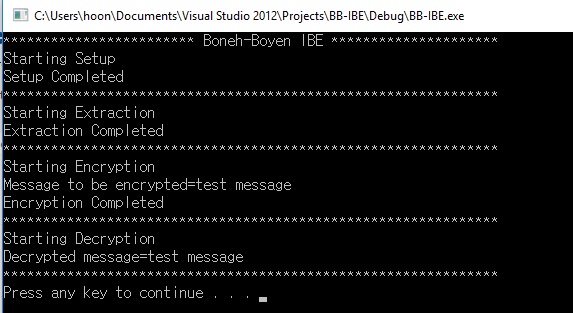 C:\Users\hoon\Documents\Visual Studio 2012\Projects\BB-IBE\Debug\BB-IBE.exe
*********************** Boneh-Boyen IBE ********************
Starting Setup
Setup Completed
***********************************************************
Starting Extraction
Extraction Completed
***********************************************************
Starting Encryption
Message to be encrypted=test message
Encryption Completed
***********************************************************
Starting Decryption
Decrypted message=test message
***********************************************************
Press any key to continue . . .